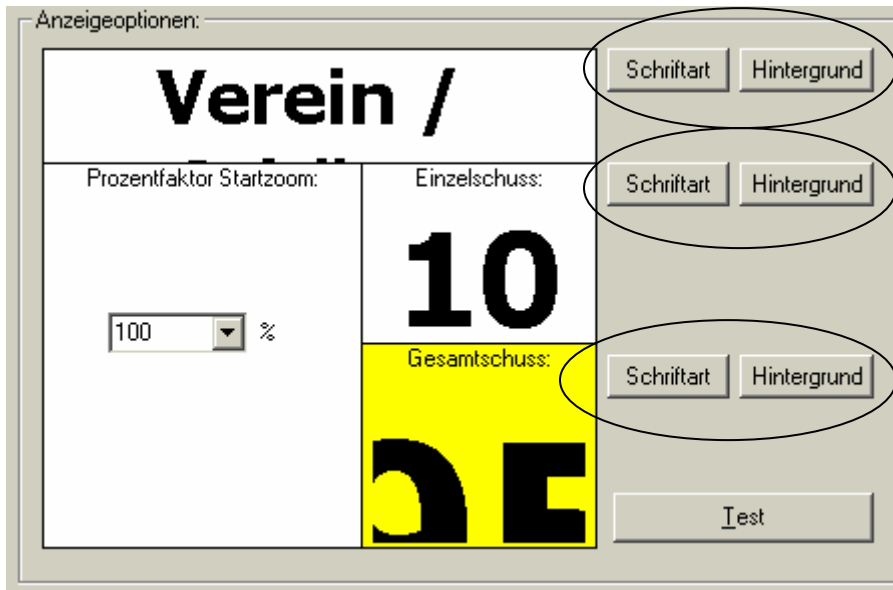 Anzeigeoptionen:
Verein /
Schriftart Hintergrund
Prozentfaktor Startzoom:
Einzelschuss:
Schriftart Hintergrund
10
100 %
Gesamtschuss:
Schriftart Hintergrund
Test